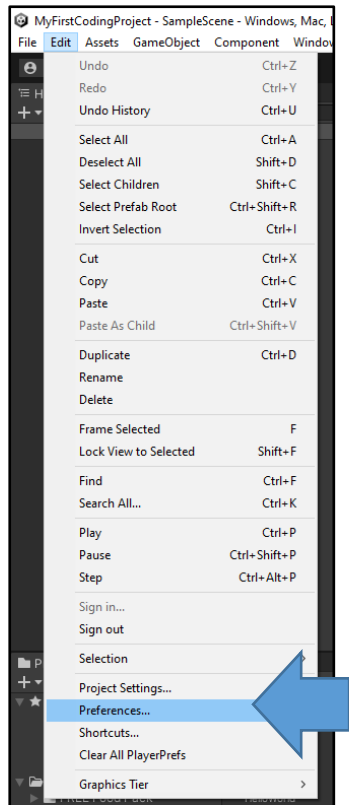 MyFirstCodingProject - SampleScene - Windows, Mac,
File Edit Assets GameObject Component Window
Undo Ctrl+Z
Redo Ctrl+Y
Undo History Ctrl+U
Select All Ctrl+A
Deselect All Shift+D
Select Children Shift+C
Select Prefab Root Ctrl+Shift+R
Invert Selection Ctrl+I
Cut Ctrl+X
Copy Ctrl+C
Paste Ctrl+V
Paste As Child Ctrl+Shift+V
Duplicate Ctrl+D
Rename
Delete
Frame Selected F
Lock View to Selected Shift+F
Find Ctrl+F
Search All... Ctrl+K
Play Ctrl+P
Pause Ctrl+Shift+P
Step Ctrl+Alt+P
Sign in...
Sign out
Selection
Project Settings...
Preferences...
Shortcuts...
Clear All PlayerPrefs
Graphics Tier >